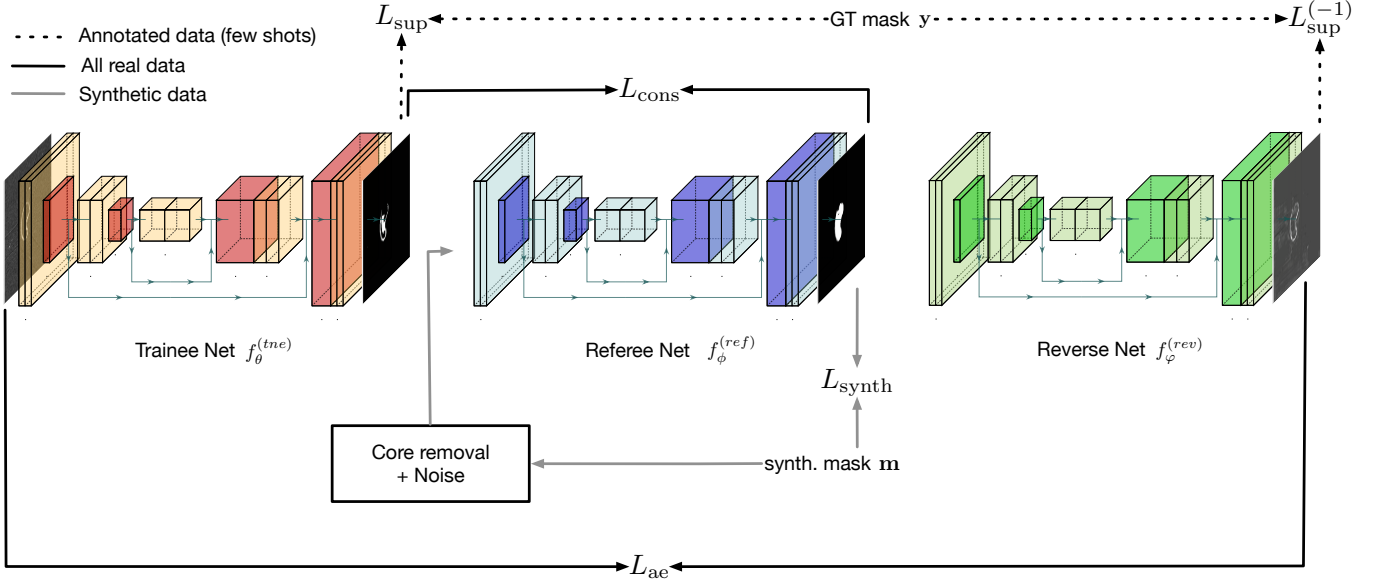 L_sup
GT mask y
L_sup^(-1)
Annotated data (few shots)
All real data
Synthetic data
L_cons
Trainee Net f_θ^(tne)
Referee Net f_ϕ^(ref)
Reverse Net f_φ^(rev)
L_synth
Core removal
+ Noise
synth. mask m
L_ae